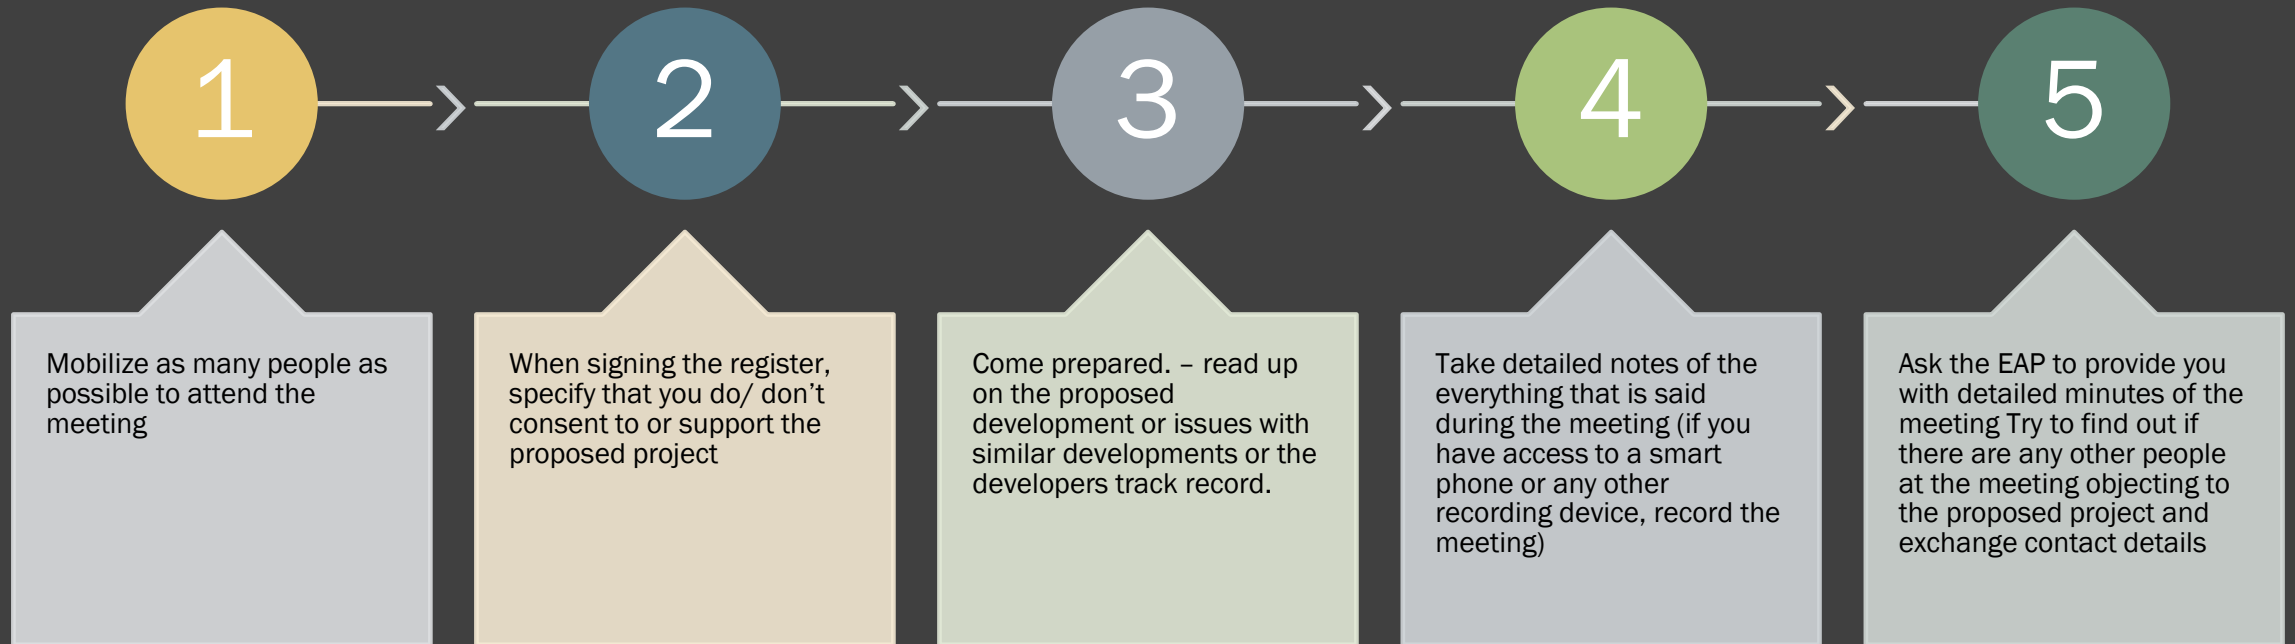 1
2
3
4
5
Mobilize as many people as
possible to attend the
meeting
When signing the register,
specify that you do/ don’t
consent to or support the
proposed project
Come prepared. – read up
on the proposed
development or issues with
similar developments or the
developers track record.
Take detailed notes of the
everything that is said
during the meeting (if you
have access to a smart
phone or any other
recording device, record the
meeting)
Ask the EAP to provide you
with detailed minutes of the
meeting Try to find out if
there are any other people
at the meeting objecting to
the proposed project and
exchange contact details